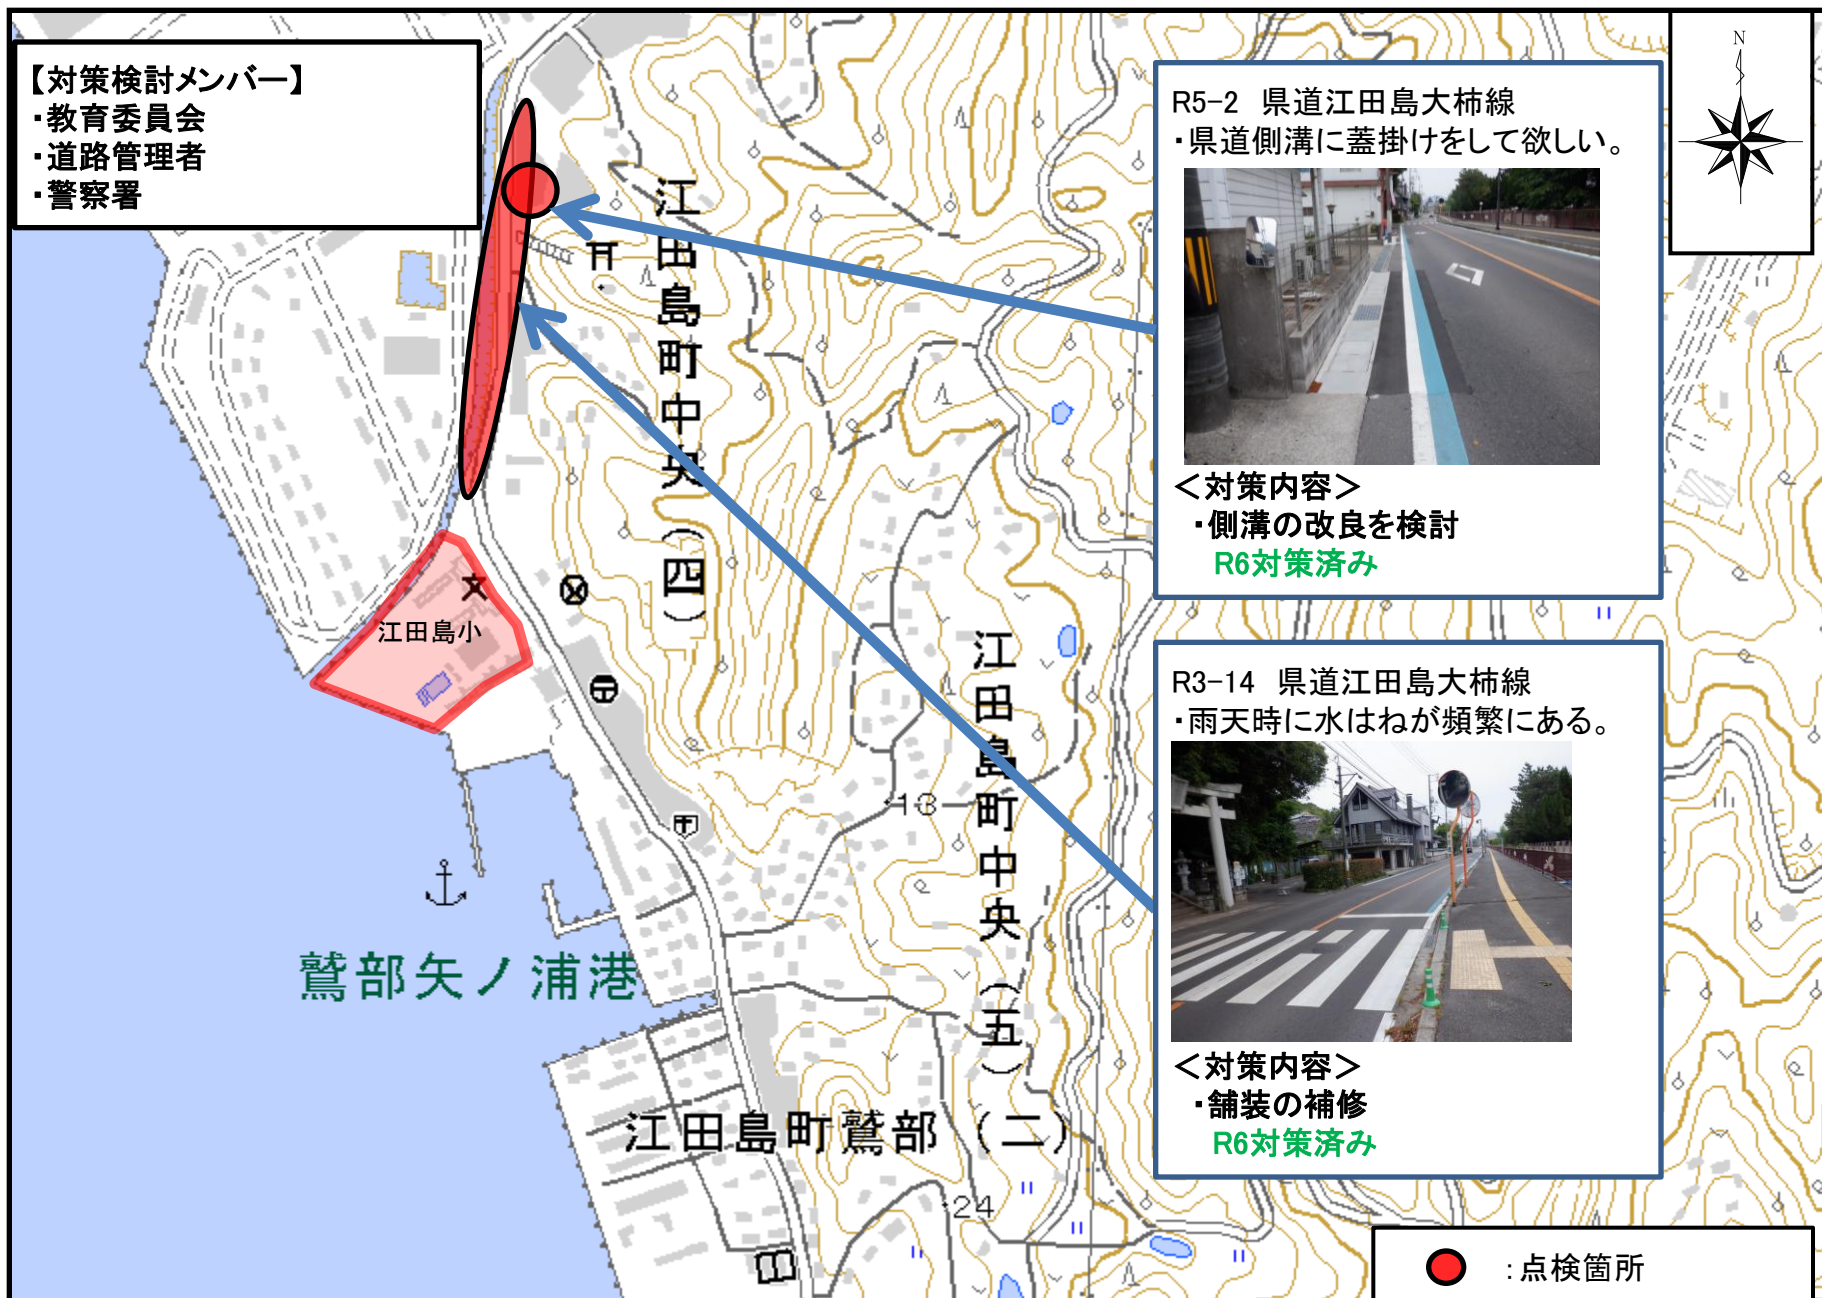 【対策検討メンバー】
・教育委員会
・道路管理者
・警察署
N
R5-2 県道江田島大柿線
・県道側溝に蓋掛けをして欲しい。
＜対策内容＞
・側溝の改良を検討
R6対策済み
R3-14 県道江田島大柿線
・雨天時に水はねが頻繁にある。
＜対策内容＞
・舗装の補修
R6対策済み
江田島町中央（四）
江田島小
江田島町中央（五）
13
鷲部矢ノ浦港
江田島町鷲部（二）
24
：点検箇所